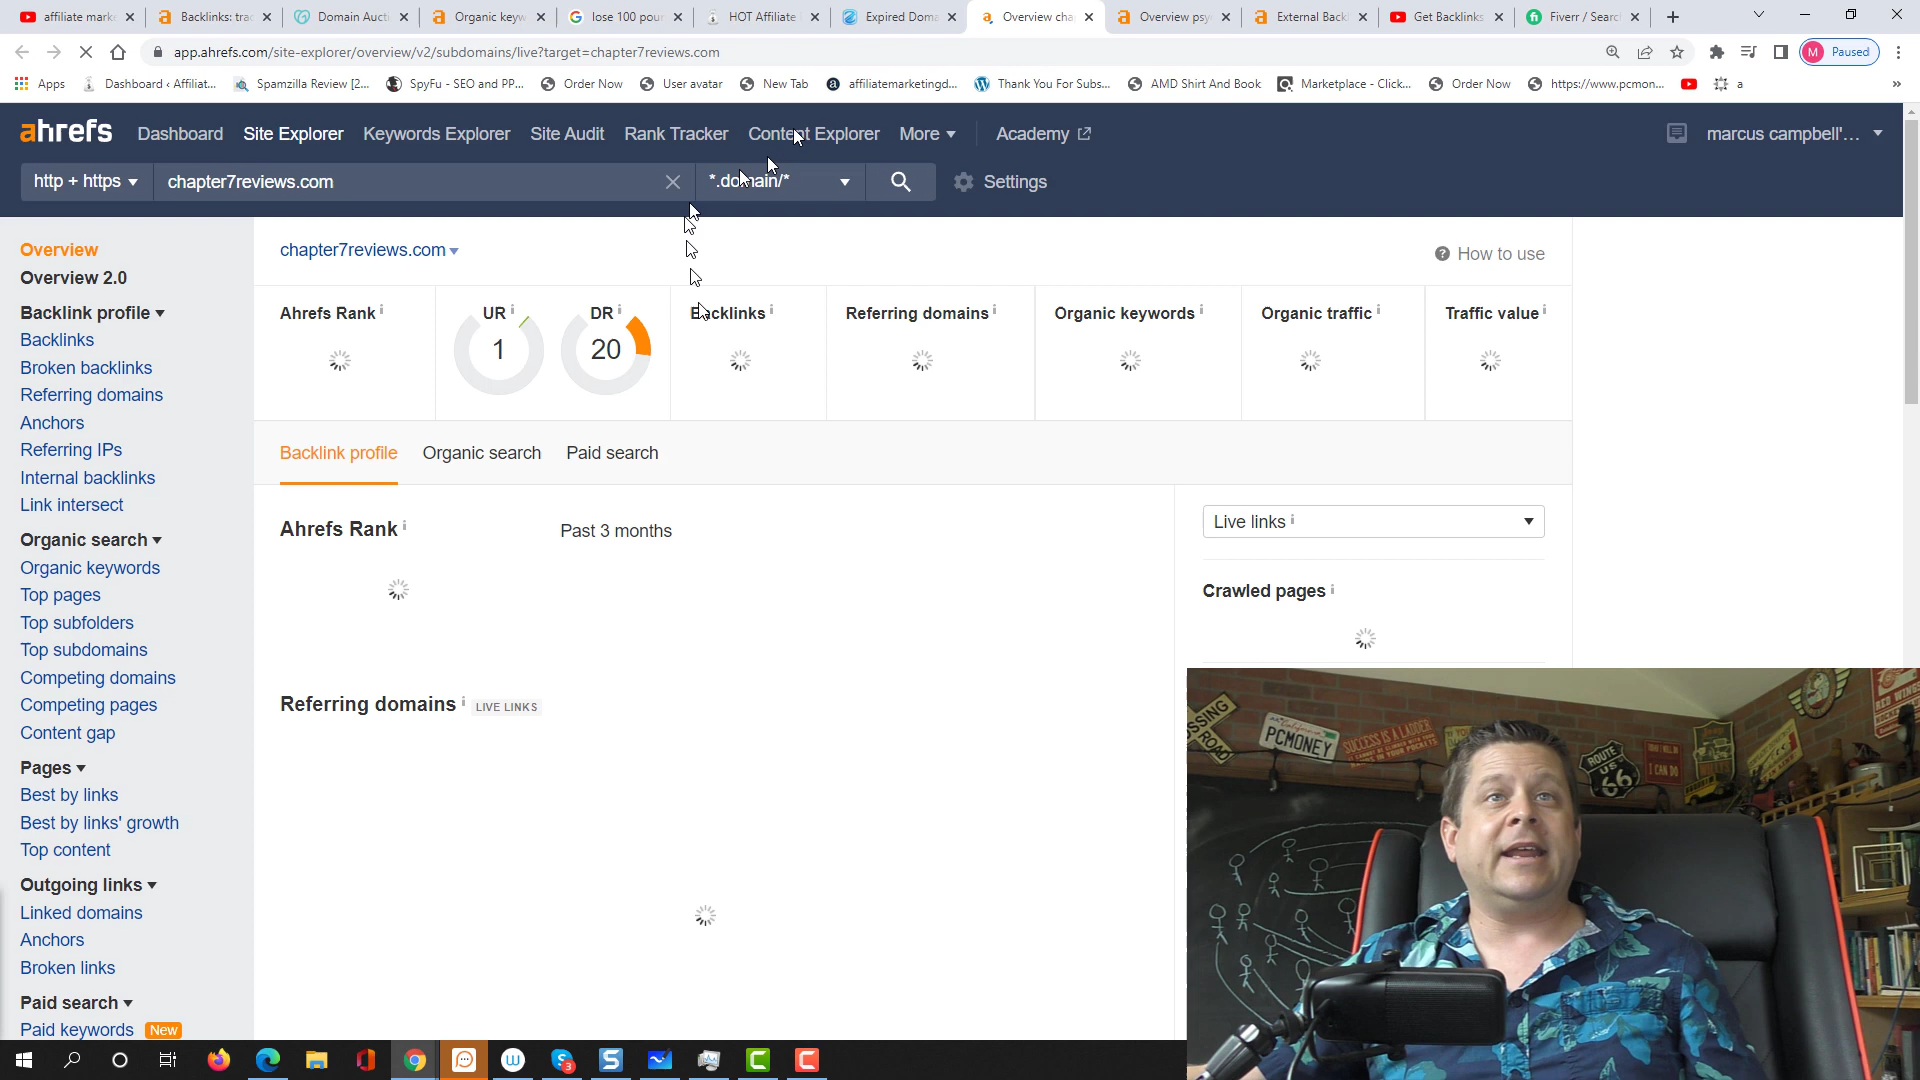 affiliate mark
Backlinks: tra
Domain Aucti
Organic keyw
lose 100 pou
HOT Affiliate
Expired Doma
Overview cha
Overview psy
External Back
Get Backlinks
Fiverr / Searc
app.ahrefs.com/site-explorer/overview/v2/subdomains/live?target=chapter7reviews.com
M Paused
Apps
Dashboard ‹ Affiliat...
Spamzilla Review [2...
SpyFu - SEO and PP...
Order Now
User avatar
New Tab
affiliatemarketingd...
Thank You For Subs...
AMD Shirt And Book
Marketplace - Click...
Order Now
https://www.pcmon...
a
»
ahrefs
Dashboard
Site Explorer
Keywords Explorer
Site Audit
Rank Tracker
Content Explorer
More
Academy
marcus campbell'...
http + https
chapter7reviews.com
*.domain/*
Settings
Overview
Overview 2.0
Backlink profile
Backlinks
Broken backlinks
Referring domains
Anchors
Referring IPs
Internal backlinks
Link intersect
Organic search
Organic keywords
Top pages
Top subfolders
Top subdomains
Competing domains
Competing pages
Content gap
Pages
Best by links
Best by links' growth
Top content
Outgoing links
Linked domains
Anchors
Broken links
Paid search
Paid keywords New
chapter7reviews.com
How to use
Ahrefs Rank
UR
1
DR
20
Backlinks
Referring domains
Organic keywords
Organic traffic
Traffic value
Backlink profile
Organic search
Paid search
Ahrefs Rank
Past 3 months
Live links
Crawled pages
Referring domains LIVE LINKS
CROSSING
ROAD
California
PCMONEY
SUCCESS IS A LADDER
ROUTE
US
66
I CAN DO
WINGS
3